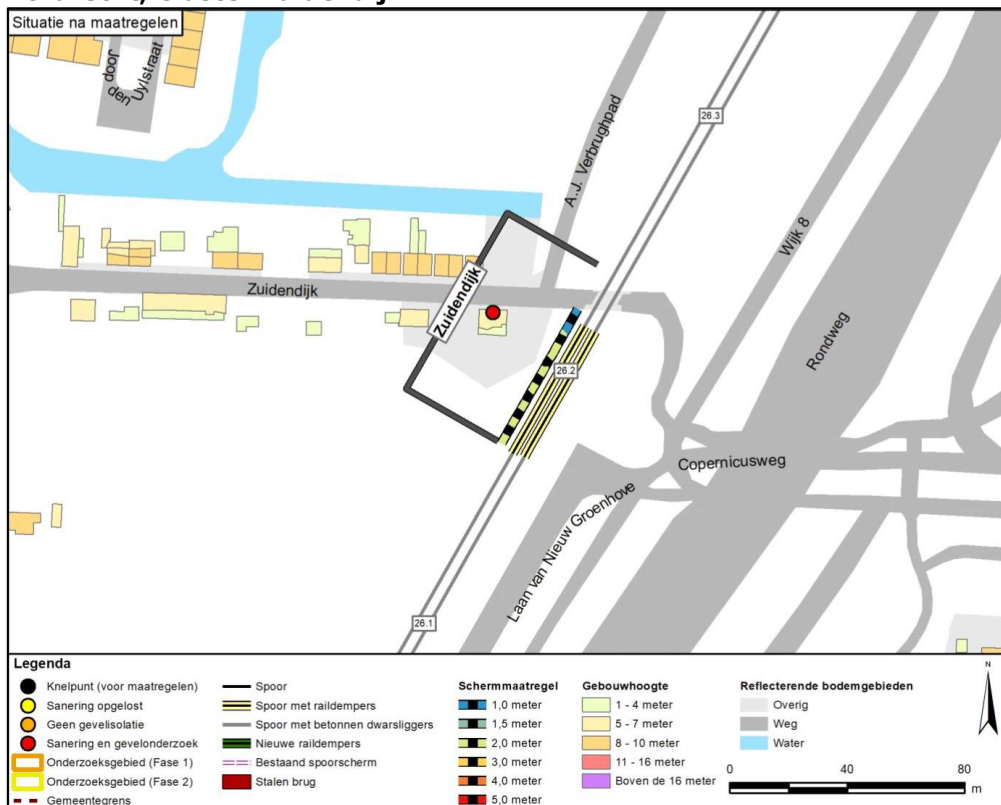 Situatie na maatregelen
Joop
den
Uylstraat
A.J. Verbrughpad
26.3
Wijk 8
Zuidendijk
Zuidendijk
Rondweg
26.2
Copernicusweg
Laan van Nieuw Groenhove
26.1
Legenda
Knelpunt (voor maatregelen)
Sanering opgelost
Geen gevelisolatie
Sanering en gevelonderzoek
Onderzoeksgebied (Fase 1)
Onderzoeksgebied (Fase 2)
Gemeentegrens
Spoor
Spoor met raildempers
Spoor met betonnen dwarsliggers
Nieuwe raildempers
Bestaand spoorscherm
Stalen brug
Schermmaatregel
1,0 meter
1,5 meter
2,0 meter
3,0 meter
4,0 meter
5,0 meter
Gebouwhoogte
1 - 4 meter
5 - 7 meter
8 - 10 meter
11 - 16 meter
Boven de 16 meter
Reflecterende bodemgebieden
Overig
Weg
Water
N
0 40 80
m